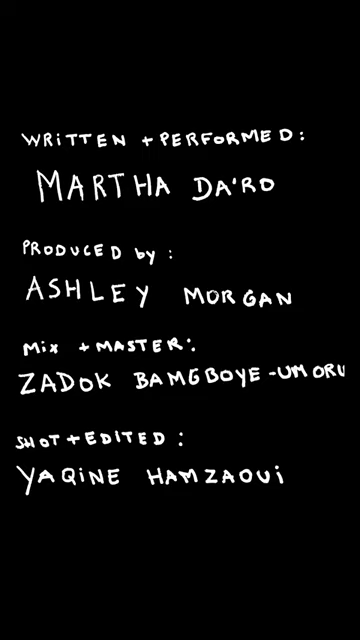 WRiTTEN + PERFORMED:
MARTHA DA'RO
PRODUCED by:
ASHLEY MORGAN
Mix + MASTER:
ZADOK BAMGBOYE-UMORU
SHOT + EDITED:
YAQiNE HAMZAOUi